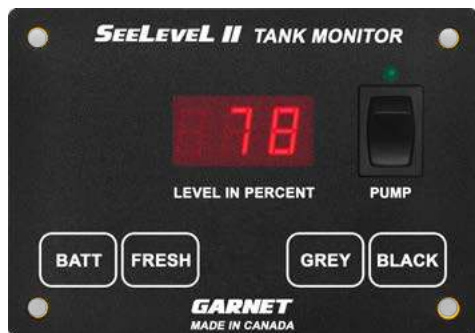 SEELEVEL II TANK MONITOR
78
LEVEL IN PERCENT
PUMP
BATT FRESH GREY BLACK
GARNET
MADE IN CANADA